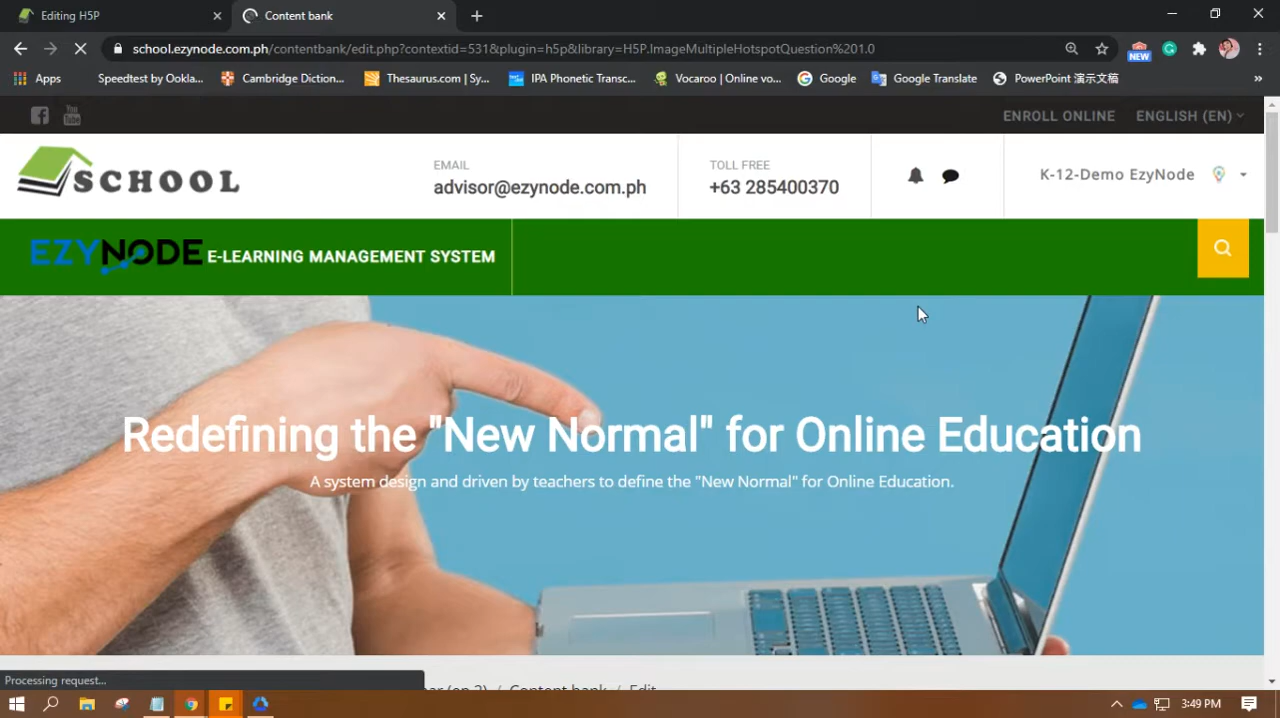 Editing H5P
Content bank
school.ezynode.com.ph/contentbank/edit.php?contextid=531&plugin=h5p&library=H5P.ImageMultipleHotspotQuestion%201.0
NEW
Apps
Speedtest by Ookla...
Cambridge Diction...
Thesaurus.com | Sy...
IPA Phonetic Transc...
Vocaroo | Online vo...
Google
Google Translate
PowerPoint 演示文稿
»
You
Tube
ENROLL ONLINE
ENGLISH (EN)
SCHOOL
EMAIL
advisor@ezynode.com.ph
TOLL FREE
+63 285400370
K-12-Demo EzyNode
EZYNODE E-LEARNING MANAGEMENT SYSTEM
Redefining the "New Normal" for Online Education
A system design and driven by teachers to define the "New Normal" for Online Education.
Content bank
Edit
Processing request...
3:49 PM